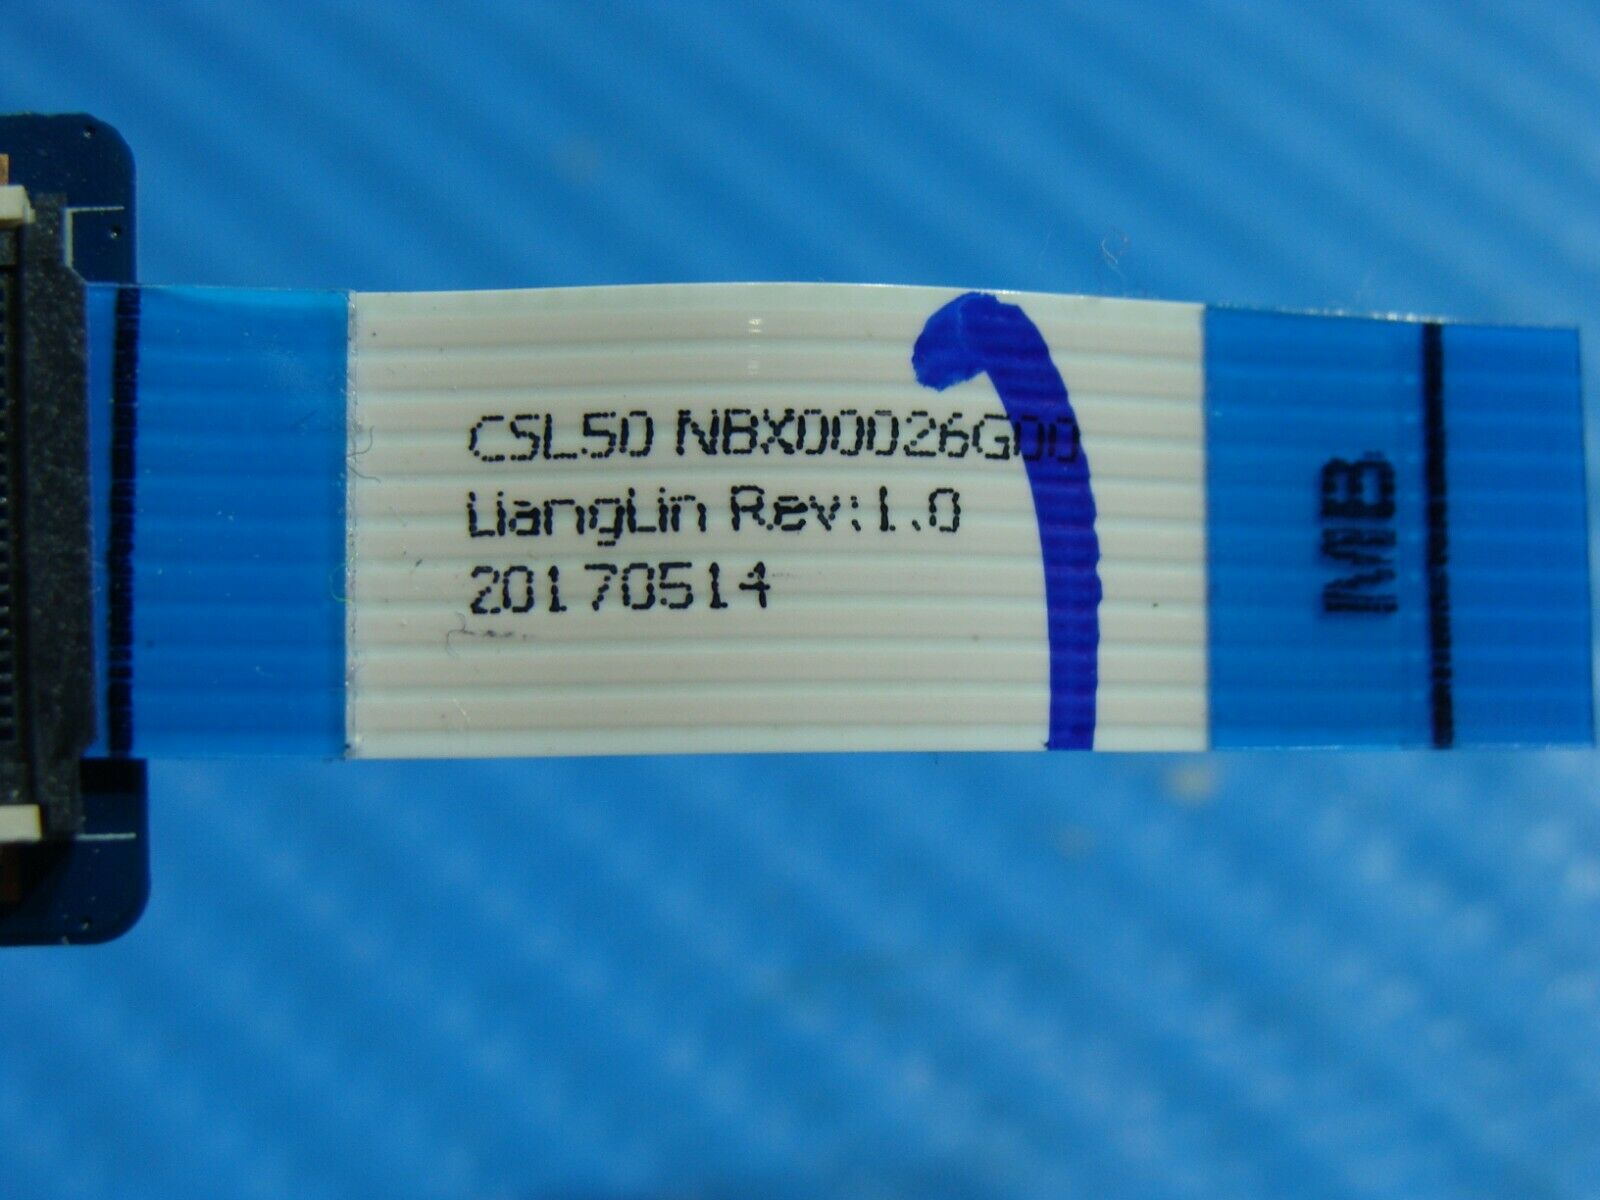 CSL50 NBX00026G00
LiangLin Rev:1.0
20170514
MB